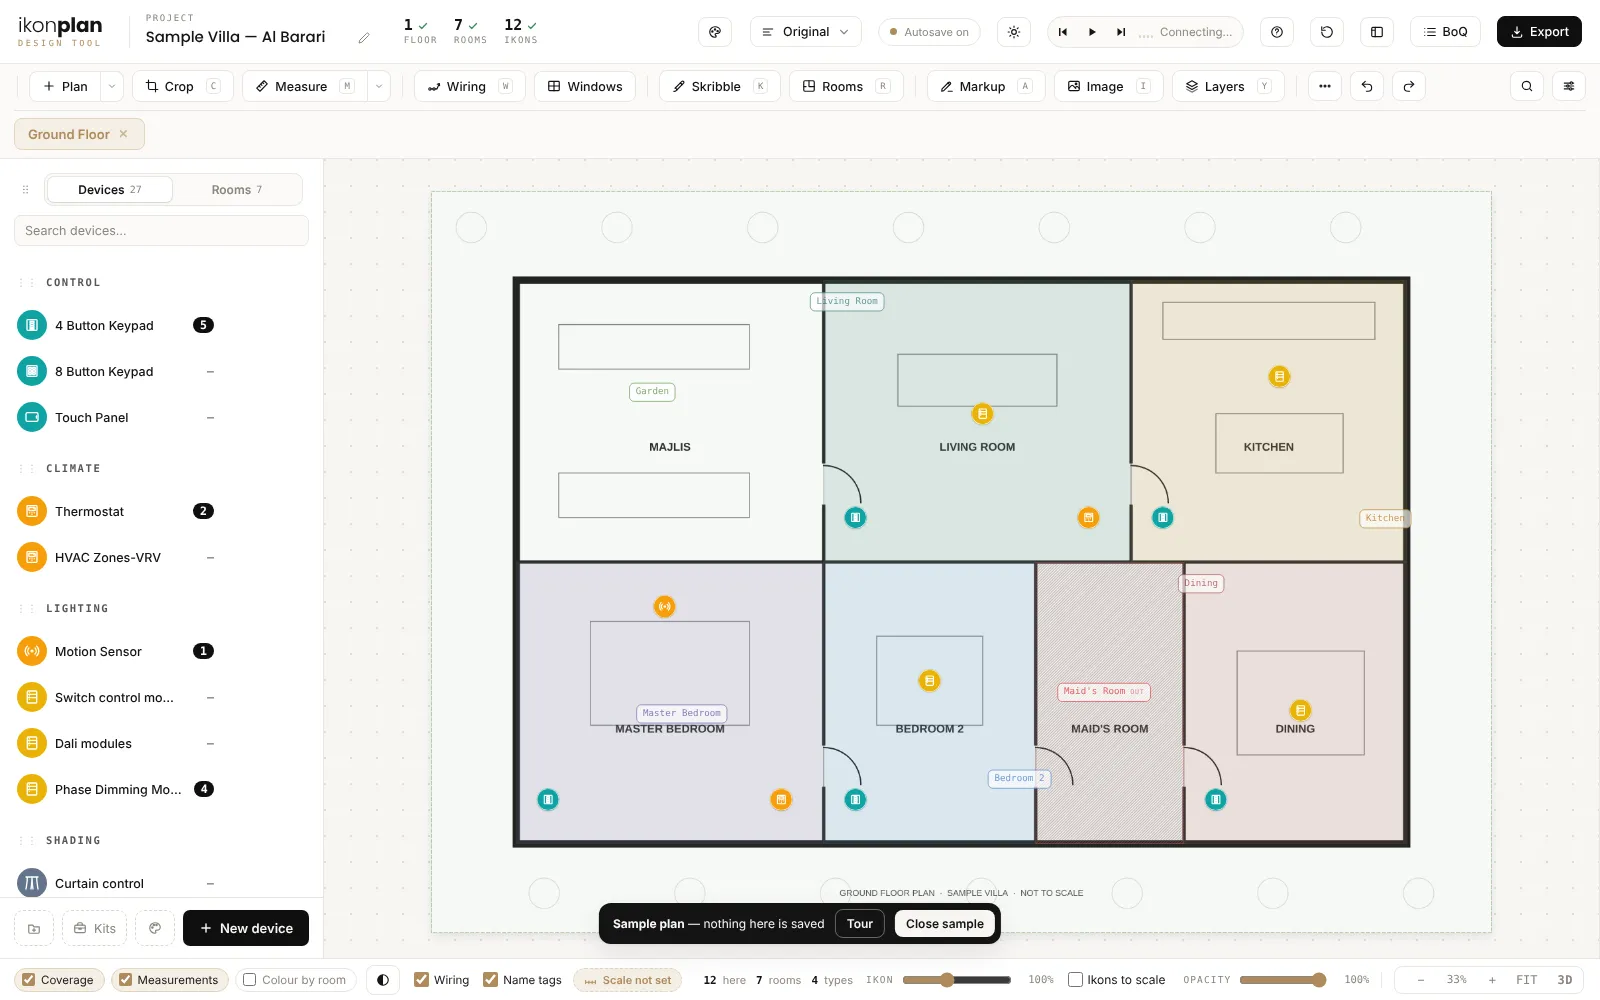 ikonplan
DESIGN TOOL
PROJECT
Sample Villa — Al Barari
1 ✓ 7 ✓ 12 ✓
FLOOR ROOMS IKONS
Original
Autosave on
Connecting...
BoQ
Export
Plan
Crop C
Measure M
Wiring W
Windows
Skribble K
Rooms R
Markup A
Image I
Layers Y
Ground Floor ×
Devices 27
Rooms 7
Search devices...
CONTROL
4 Button Keypad 5
8 Button Keypad –
Touch Panel –
CLIMATE
Thermostat 2
HVAC Zones-VRV –
LIGHTING
Motion Sensor 1
Switch control mo... –
Dali modules –
Phase Dimming Mo... 4
SHADING
Curtain control –
Kits
+ New device
Living Room
Garden
MAJLIS
LIVING ROOM
KITCHEN
Kitchen
Dining
Maid's Room OUT
Master Bedroom
MASTER BEDROOM
BEDROOM 2
MAID'S ROOM
DINING
Bedroom 2
GROUND FLOOR PLAN · SAMPLE VILLA · NOT TO SCALE
Sample plan — nothing here is saved
Tour
Close sample
Coverage
Measurements
Colour by room
Wiring
Name tags
Scale not set
12 here 7 rooms 4 types
IKON 100%
Ikons to scale
OPACITY 100%
− 33% +
FIT
3D